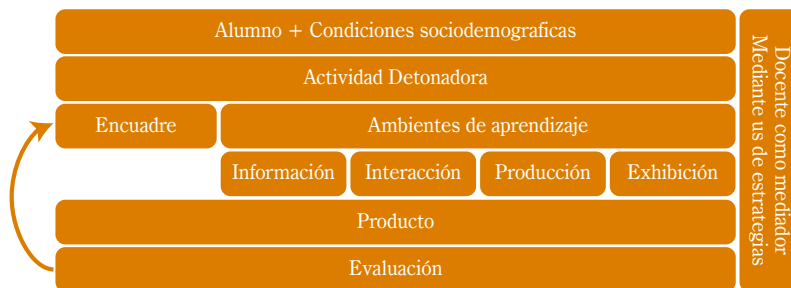 Alumno + Condiciones sociodemograficas
Actividad Detonadora
Encuadre
Ambientes de aprendizaje
Información
Interacción
Producción
Exhibición
Producto
Evaluación
Docente como mediador
Mediante us de estrategias